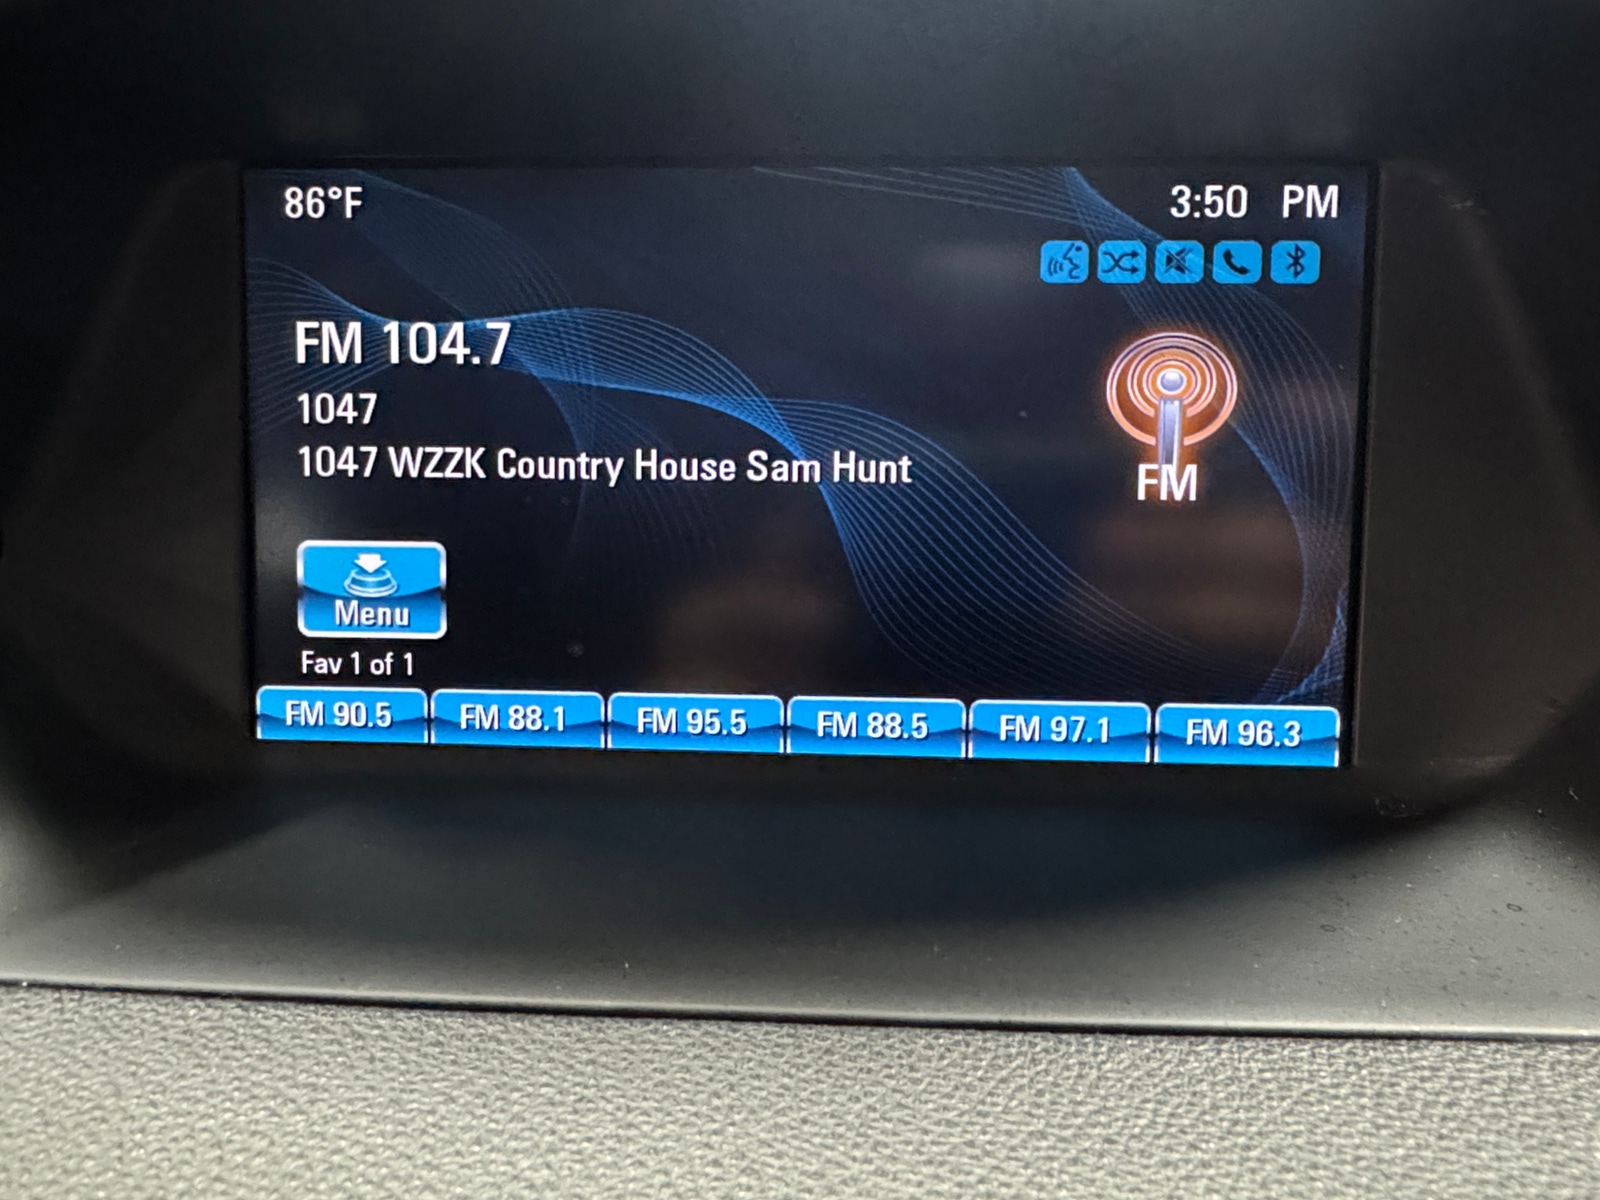 86°F
3:50 PM
FM 104.7
1047
1047 WZZK Country House Sam Hunt
FM
Menu
Fav 1 of 1
FM 90.5
FM 88.1
FM 95.5
FM 88.5
FM 97.1
FM 96.3